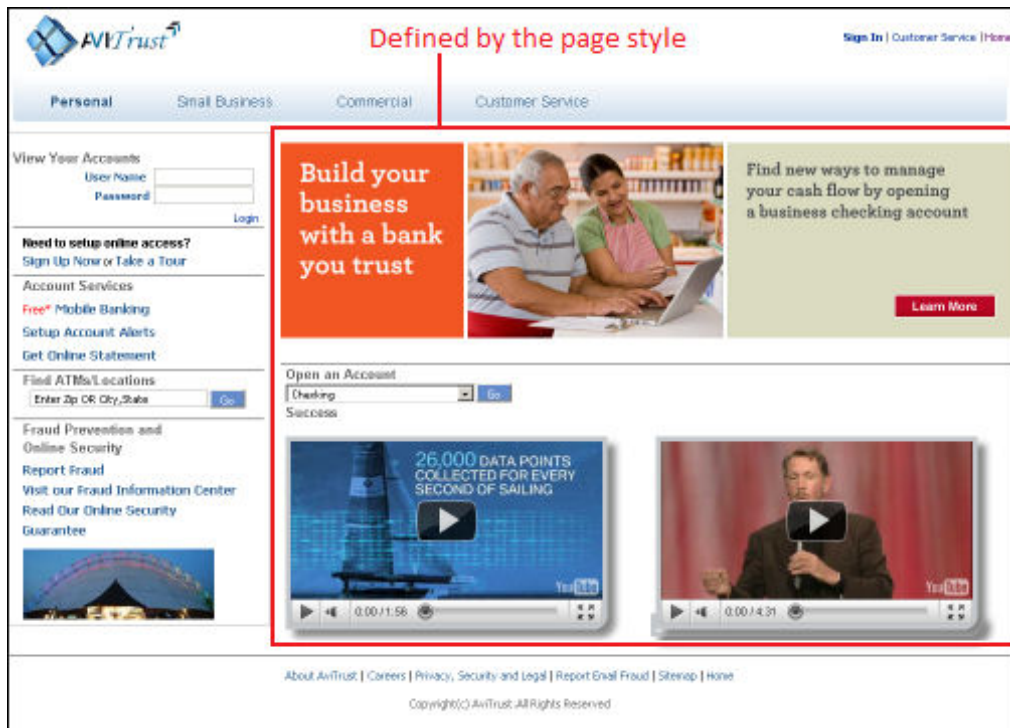 AVITrust
Defined by the page style
Sign In | Customer Service |Home
Personal
Small Business
Commercial
Customer Service
View Your Accounts
User Name
Password
Login
Need to setup online access?
Sign Up Now or Take a Tour
Account Services
Free* Mobile Banking
Setup Account Alerts
Get Online Statement
Find ATMs/Locations
Enter Zip OR City,State
Go
Fraud Prevention and
Online Security
Report Fraud
Visit our Fraud Information Center
Read Our Online Security
Guarantee
Build your
business
with a bank
you trust
Find new ways to manage
your cash flow by opening
a business checking account
Learn More
Open an Account
Checking
Go
Success
26,000 DATA POINTS
COLLECTED FOR EVERY
SECOND OF SAILING
YouTube
0:00 / 1:56
YouTube
0:00 / 4:31
About AviTrust | Careers | Privacy, Security and Legal | Report Email Fraud | Sitemap | Home
Copyright(c) AviTrust .All Rights Reserved